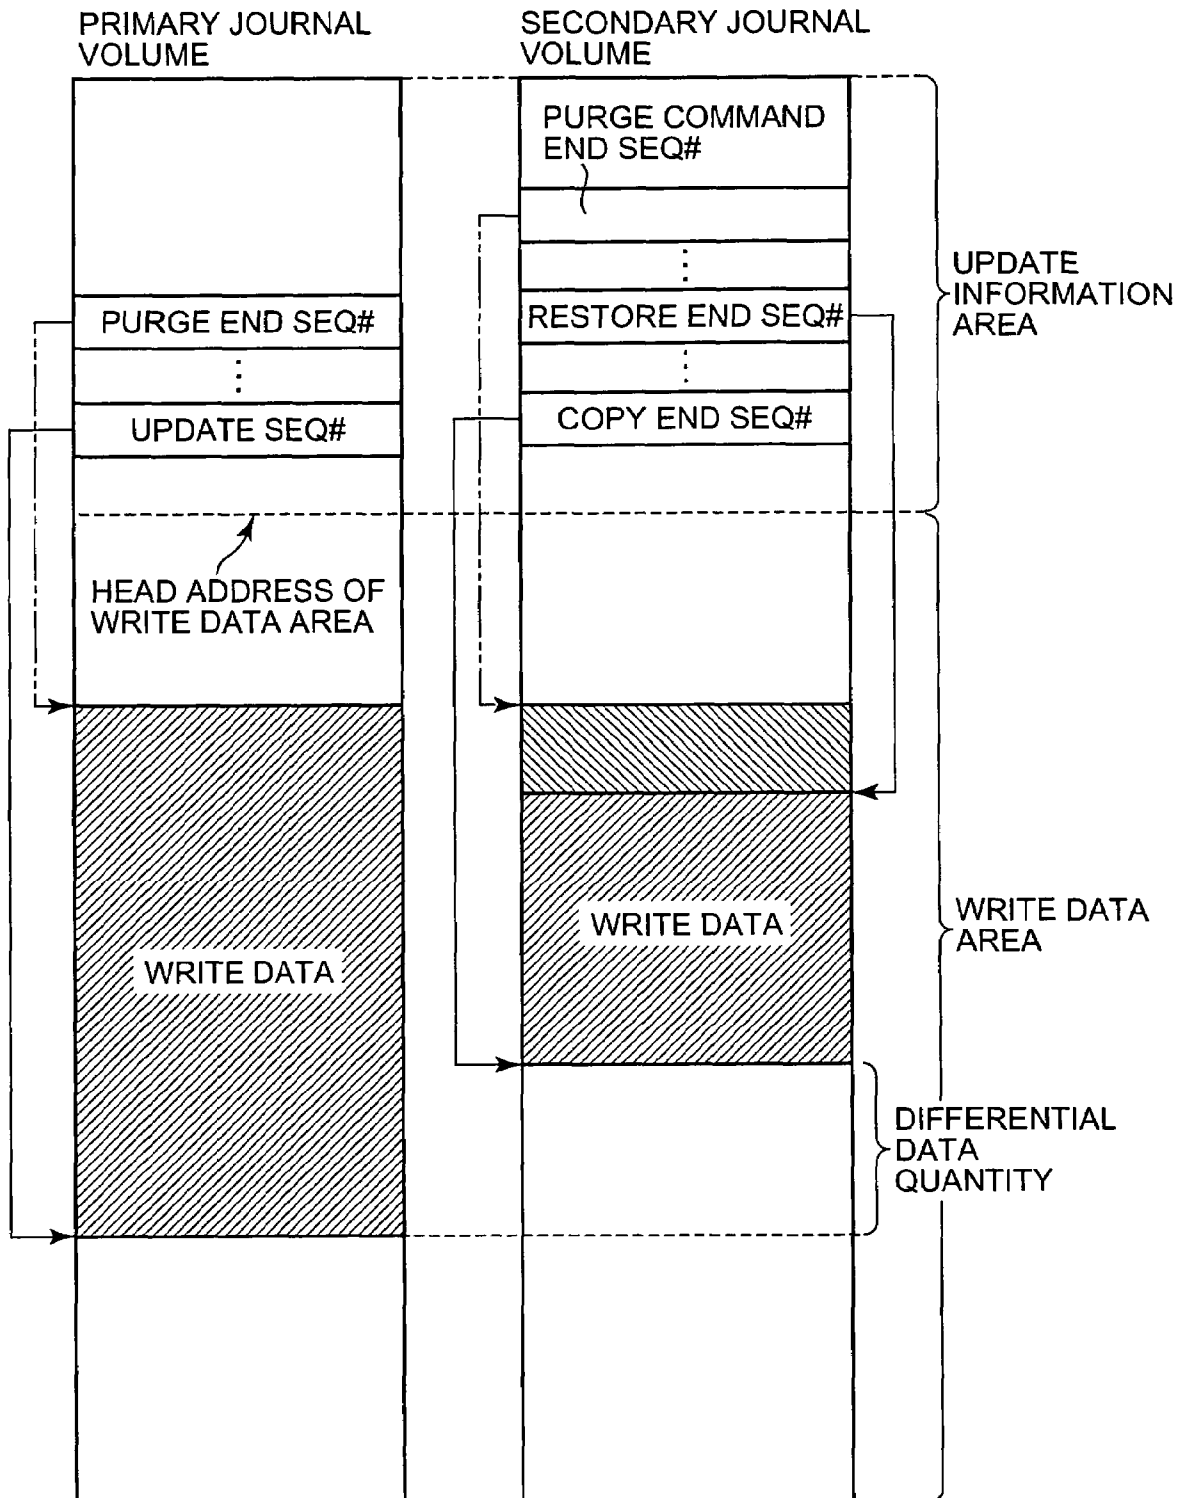 PRIMARY JOURNAL
VOLUME
SECONDARY JOURNAL
VOLUME
PURGE COMMAND
END SEQ#
UPDATE
INFORMATION
AREA
PURGE END SEQ#
RESTORE END SEQ#
UPDATE SEQ#
COPY END SEQ#
HEAD ADDRESS OF
WRITE DATA AREA
WRITE DATA
WRITE DATA
WRITE DATA
AREA
DIFFERENTIAL
DATA
QUANTITY